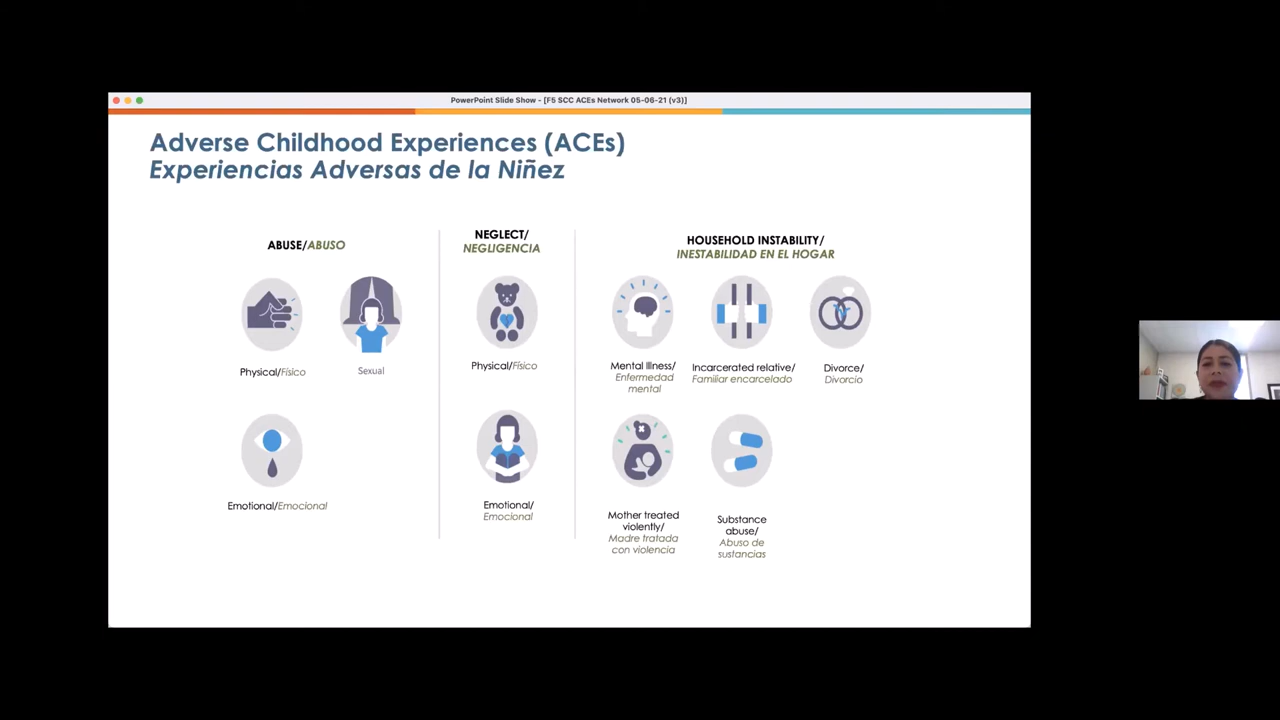 PowerPoint Slide Show - [F5 SCC ACEs Network 05-06-21 (v3)]
Adverse Childhood Experiences (ACEs)
Experiencias Adversas de la Niñez
ABUSE/ABUSO
Physical/Físico
Sexual
Emotional/Emocional
NEGLECT/
NEGLIGENCIA
Physical/Físico
Emotional/
Emocional
HOUSEHOLD INSTABILITY/
INESTABILIDAD EN EL HOGAR
Mental Illness/
Enfermedad
mental
Incarcerated relative/
Familiar encarcelado
Divorce/
Divorcio
Mother treated
violently/
Madre tratada
con violencia
Substance
abuse/
Abuso de
sustancias